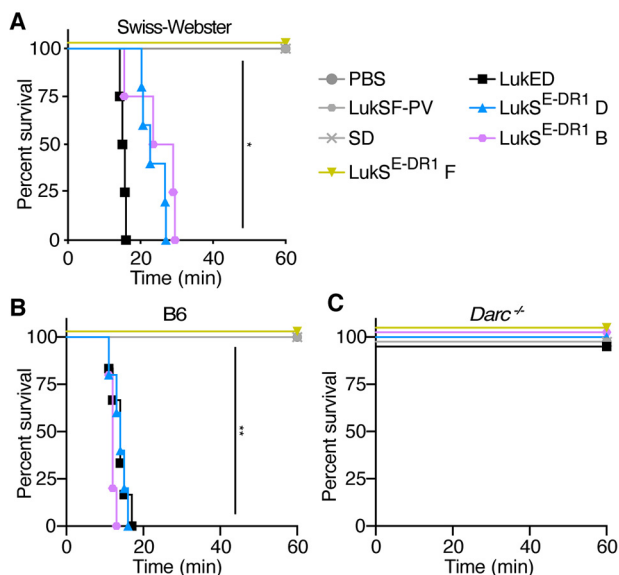 A
Swiss-Webster
Percent survival
100
75
50
25
0
0 20 40 60
Time (min)
*
PBS
LukSF-PV
SD
LukS^E-DR1 F
LukED
LukS^E-DR1 D
LukS^E-DR1 B
B
B6
Percent survival
100
75
50
25
0
0 20 40 60
Time (min)
**
C
Darc-/-
Percent survival
100
75
50
25
0
0 20 40 60
Time (min)